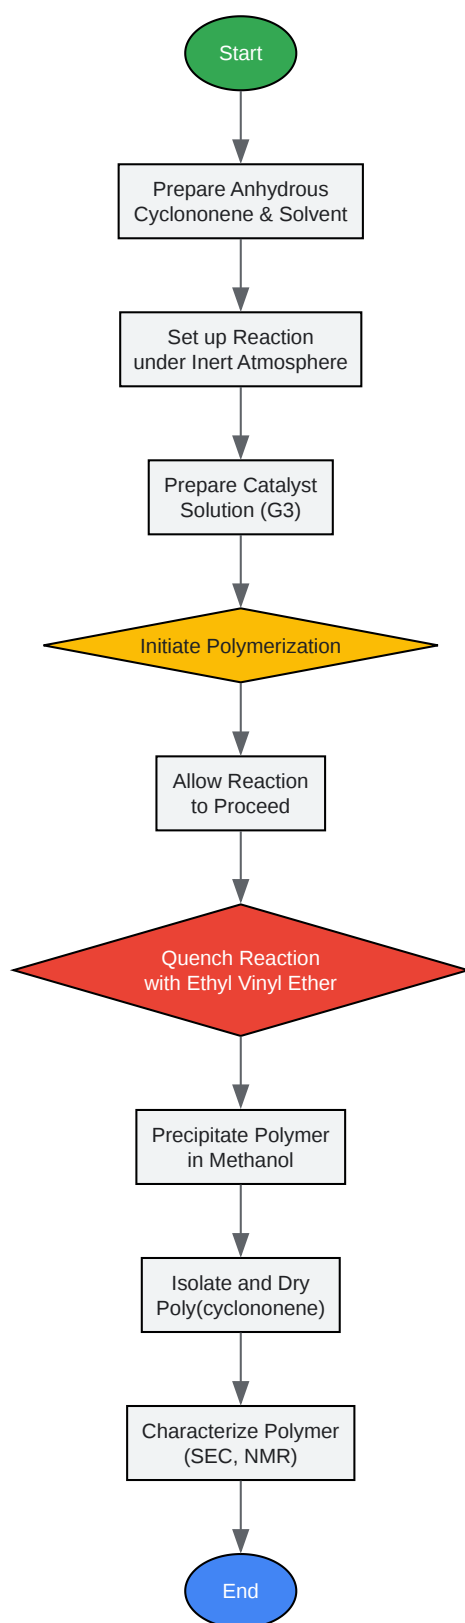 Start
Prepare Anhydrous
Cyclononene & Solvent
Set up Reaction
under Inert Atmosphere
Prepare Catalyst
Solution (G3)
Initiate Polymerization
Allow Reaction
to Proceed
Quench Reaction
with Ethyl Vinyl Ether
Precipitate Polymer
in Methanol
Isolate and Dry
Poly(cyclononene)
Characterize Polymer
(SEC, NMR)
End